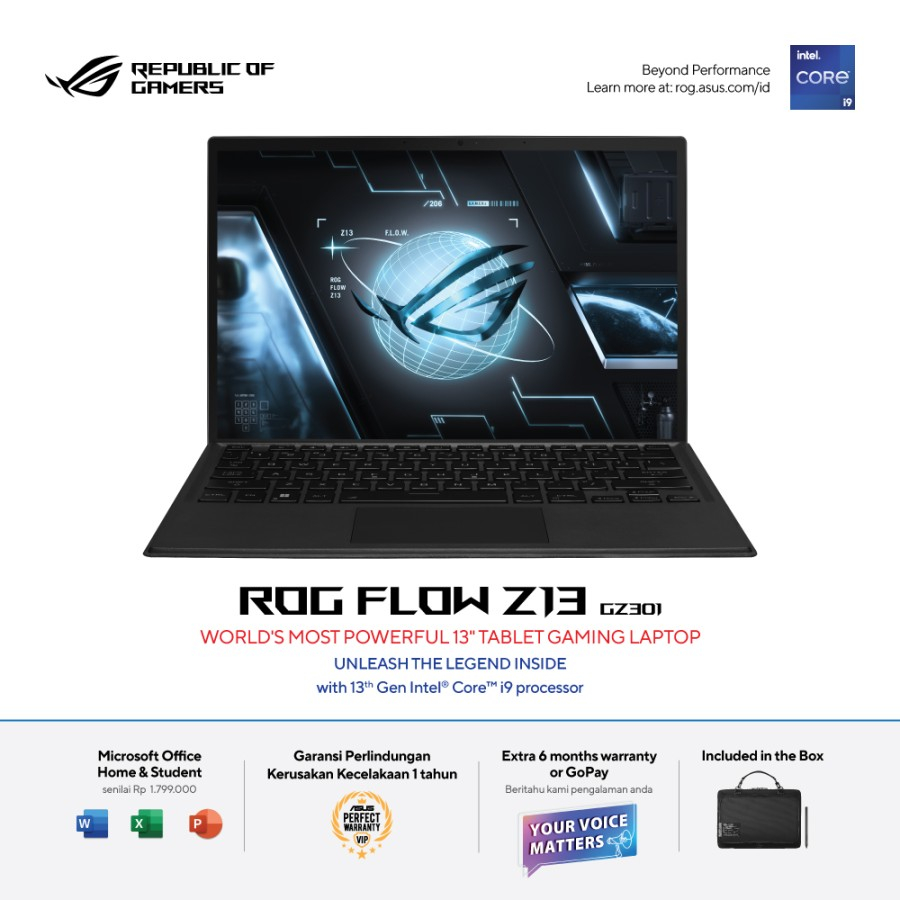 REPUBLIC OF
GAMERS
Beyond Performance
Learn more at: rog.asus.com/id
intel.
CORE
i9
/206
Z13
F.L.O.W.
ROG
FLOW
Z13
ROG FLOW Z13 GZ301
WORLD'S MOST POWERFUL 13" TABLET GAMING LAPTOP
UNLEASH THE LEGEND INSIDE
with 13th Gen Intel® Core™ i9 processor
Microsoft Office
Home & Student
senilai Rp 1.799.000
W
X
P
Garansi Perlindungan
Kerusakan Kecelakaan 1 tahun
ASUS
PERFECT
WARRANTY
VIP
Extra 6 months warranty
or GoPay
Beritahu kami pengalaman anda
YOUR VOICE
MATTERS
Included in the Box